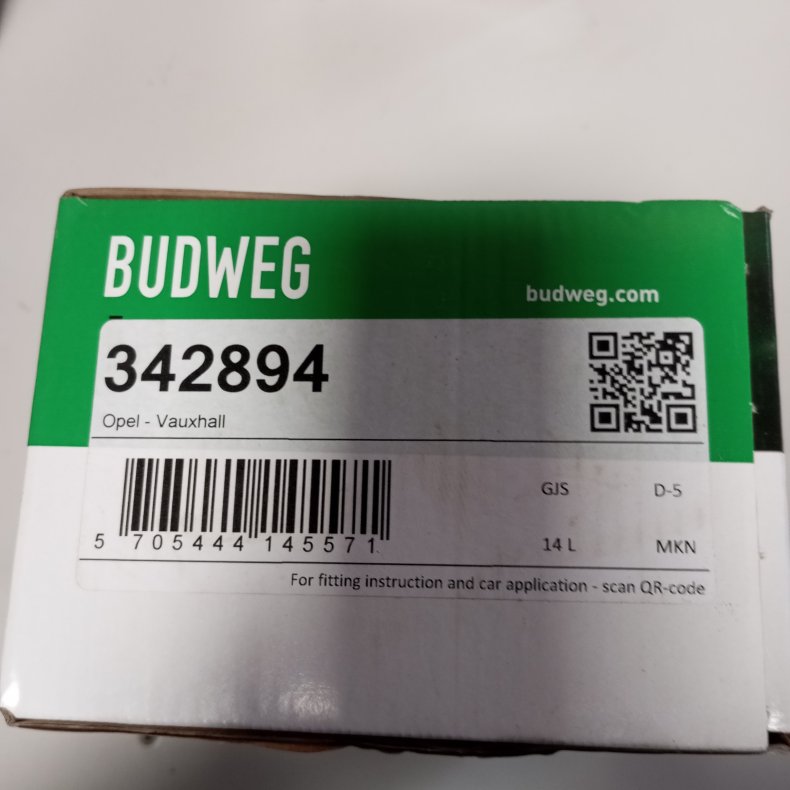 BUDWEG
budweg.com
342894
Opel - Vauxhall
GJS D-5
5 705444 145571
14 L MKN
For fitting instruction and car application - scan QR-code